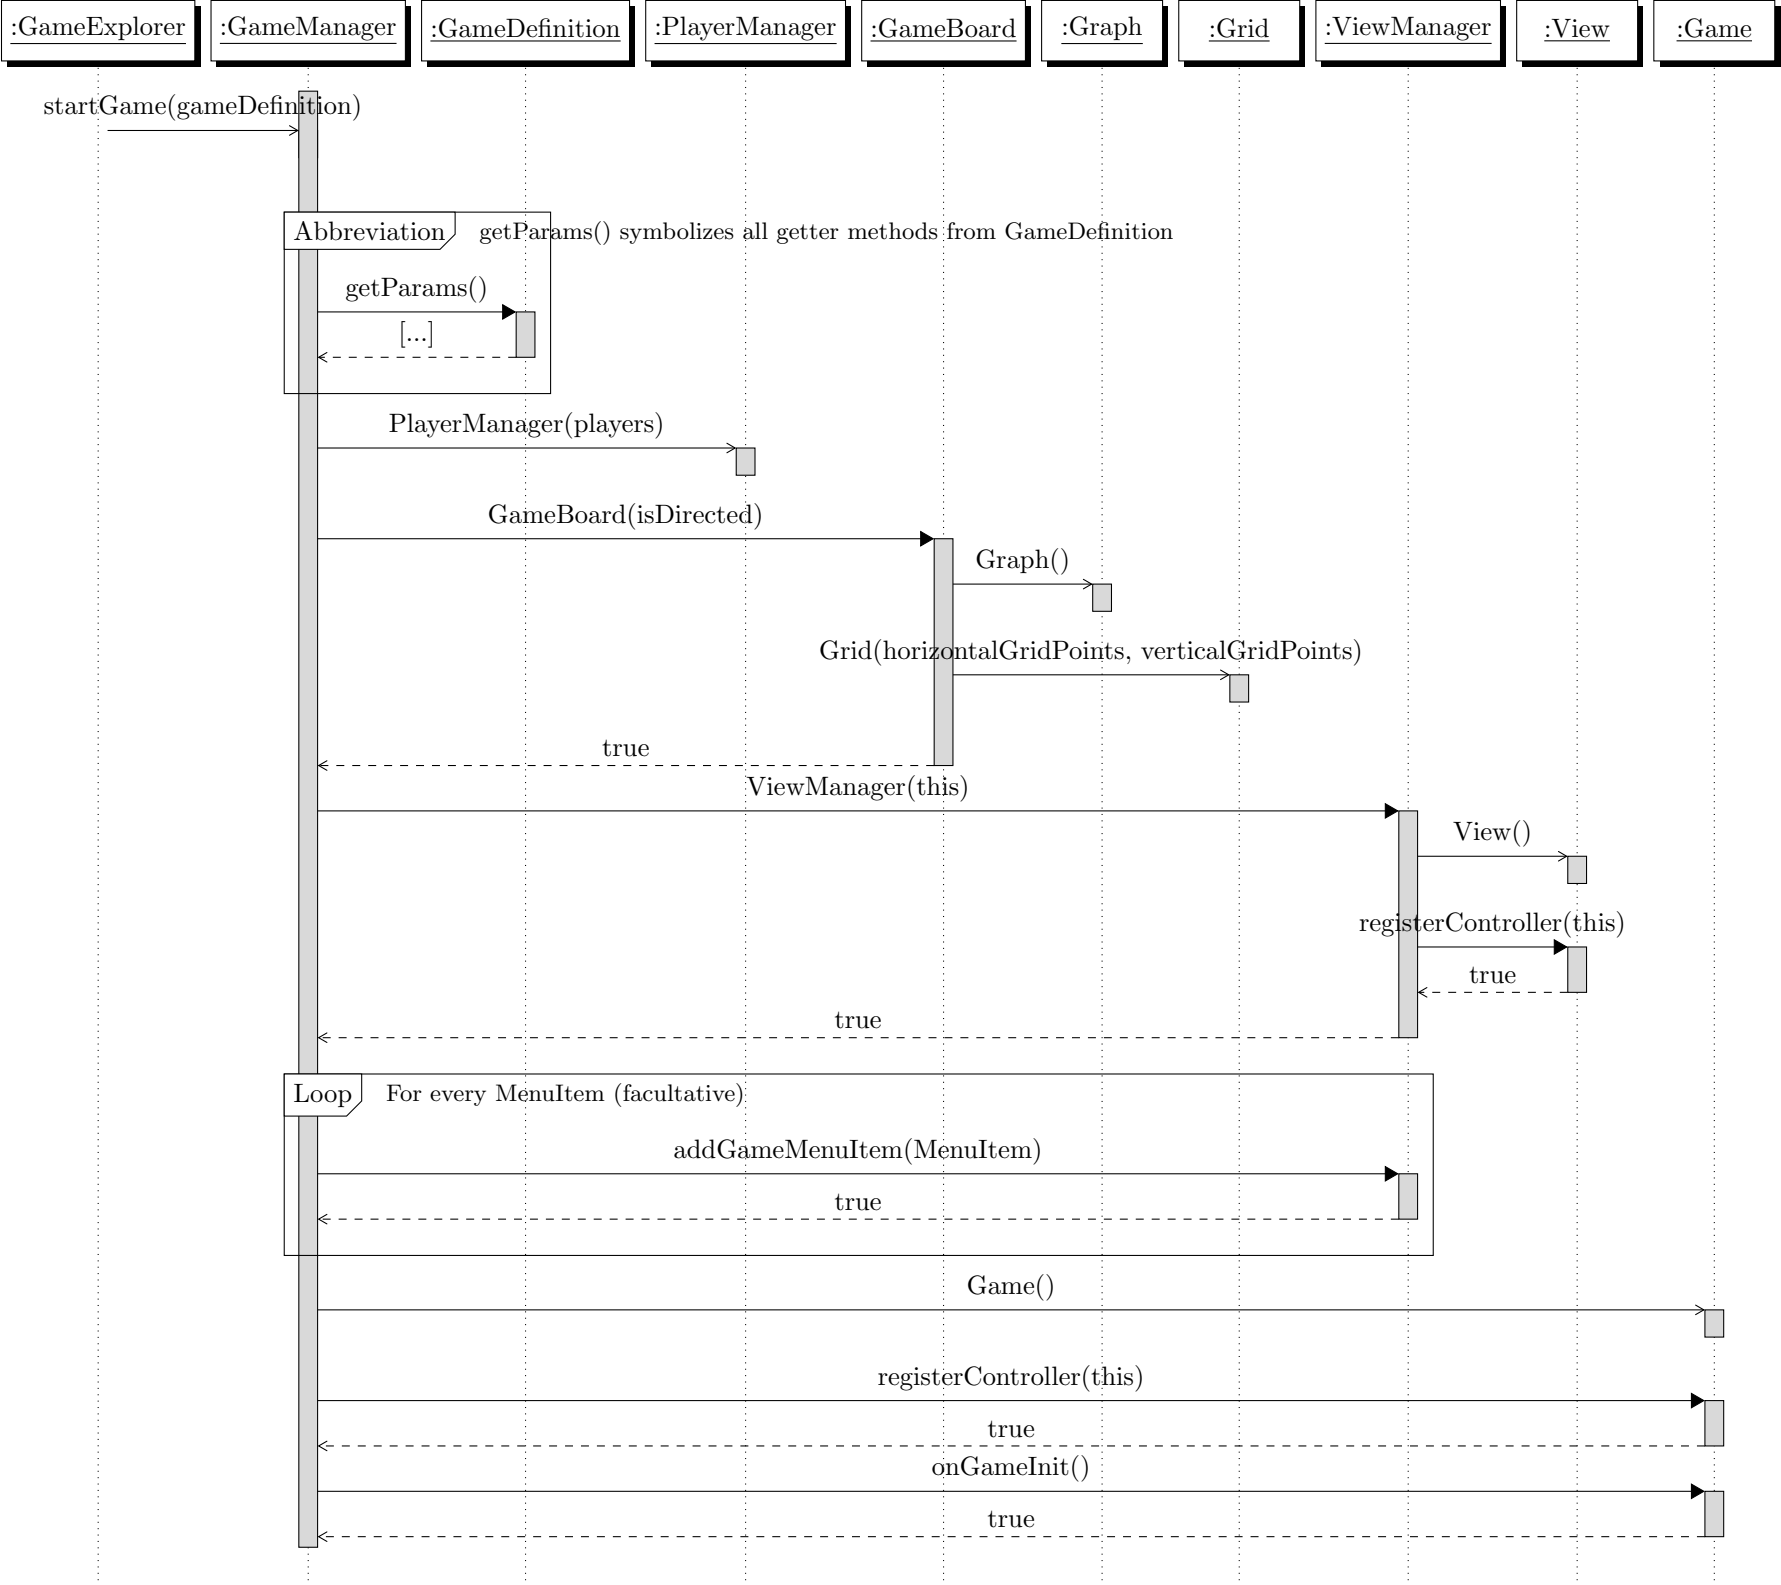 :GameExplorer :GameManager :GameDefinition :PlayerManager :GameBoard :Graph :Grid :ViewManager :View :Game
startGame(gameDefinition)
Abbreviation getParams() symbolizes all getter methods from GameDefinition
getParams()
[...]
PlayerManager(players)
GameBoard(isDirected)
Graph()
Grid(horizontalGridPoints, verticalGridPoints)
true
ViewManager(this)
View()
registerController(this)
true
true
Loop For every MenuItem (facultative)
addGameMenuItem(MenuItem)
true
Game()
registerController(this)
true
onGameInit()
true